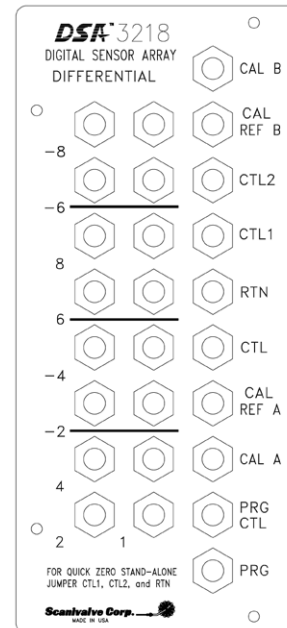 DSA™ 3218
DIGITAL SENSOR ARRAY
DIFFERENTIAL
CAL B
CAL
REF B
-8
CTL2
-6
CTL1
8
RTN
6
CTL
-4
CAL
REF A
-2
CAL A
4
PRG
CTL
2 1
PRG
FOR QUICK ZERO STAND-ALONE
JUMPER CTL1, CTL2, and RTN
Scanivalve Corp.
MADE IN USA